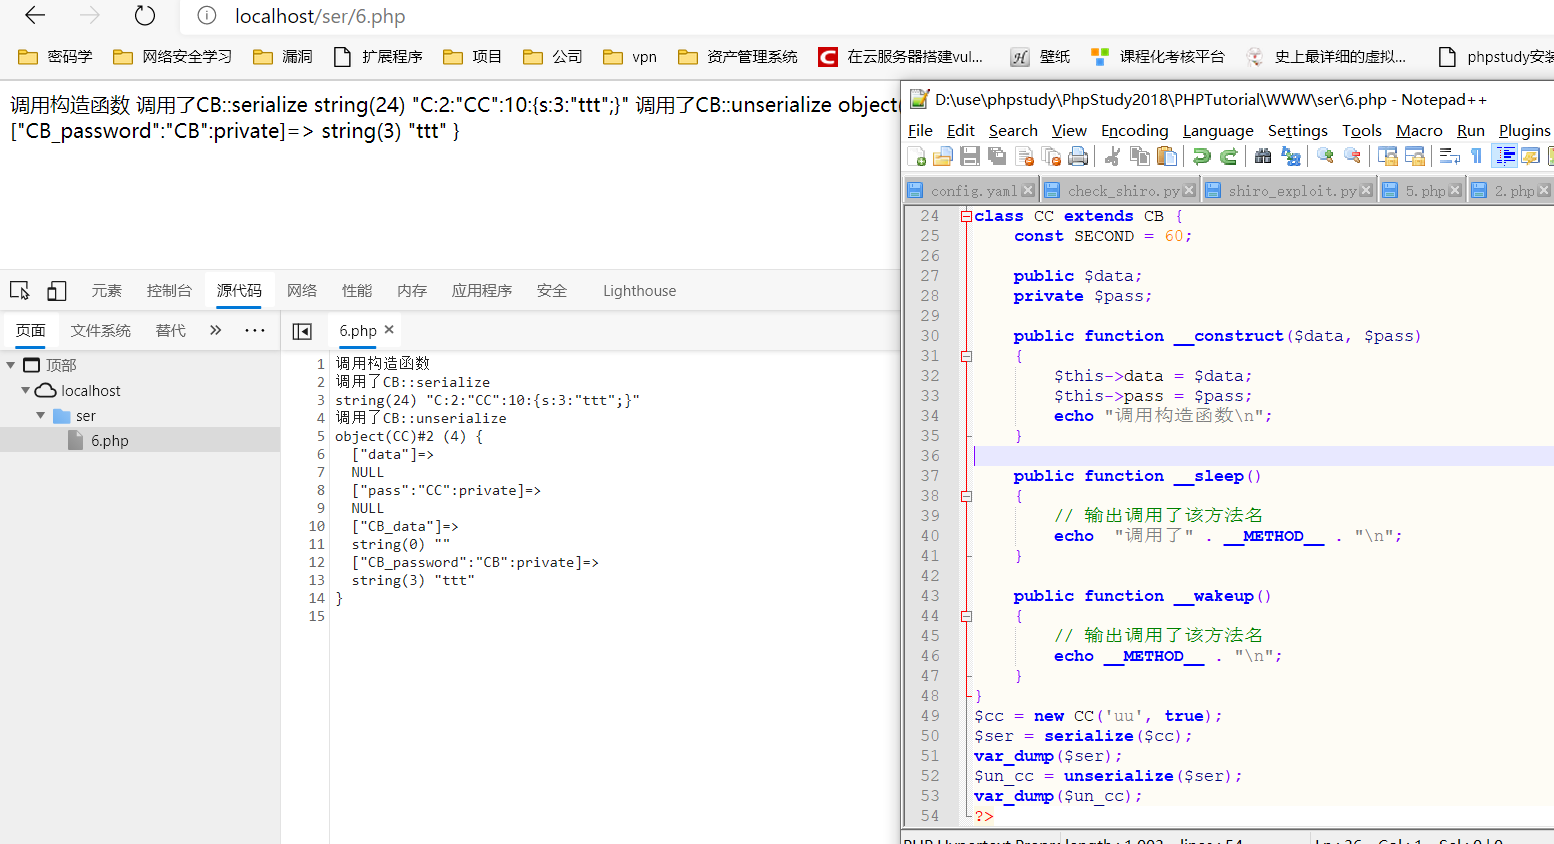 localhost/ser/6.php
密码学 网络安全学习 漏洞 扩展程序 项目 公司 vpn 资产管理系统 在云服务器搭建vul... 壁纸 课程化考核平台 史上最详细的虚拟... phpstudy安装
调用构造函数 调用了CB::serialize string(24) "C:2:"CC":10:{s:3:"ttt";}" 调用了CB::unserialize object(
["CB_password":"CB":private]=> string(3) "ttt" }
元素 控制台 源代码 网络 性能 内存 应用程序 安全 Lighthouse
页面 文件系统 替代 » ⋯ 6.php ×
顶部
localhost
ser
6.php
1 调用构造函数
2 调用了CB::serialize
3 string(24) "C:2:"CC":10:{s:3:"ttt";}"
4 调用了CB::unserialize
5 object(CC)#2 (4) {
6 ["data"]=>
7 NULL
8 ["pass":"CC":private]=>
9 NULL
10 ["CB_data"]=>
11 string(0) ""
12 ["CB_password":"CB":private]=>
13 string(3) "ttt"
14 }
15
D:\use\phpstudy\PhpStudy2018\PHPTutorial\WWW\ser\6.php - Notepad++
File Edit Search View Encoding Language Settings Tools Macro Run Plugins
config.yaml check_shiro.py shiro_exploit.py 5.php 2.php
24 class CC extends CB {
25 const SECOND = 60;
26
27 public $data;
28 private $pass;
29
30 public function __construct($data, $pass)
31 {
32 $this->data = $data;
33 $this->pass = $pass;
34 echo "调用构造函数\n";
35 }
36
37 public function __sleep()
38 {
39 // 输出调用了该方法名
40 echo "调用了" . __METHOD__ . "\n";
41 }
42
43 public function __wakeup()
44 {
45 // 输出调用了该方法名
46 echo __METHOD__ . "\n";
47 }
48 }
49 $cc = new CC('uu', true);
50 $ser = serialize($cc);
51 var_dump($ser);
52 $un_cc = unserialize($ser);
53 var_dump($un_cc);
54 ?>